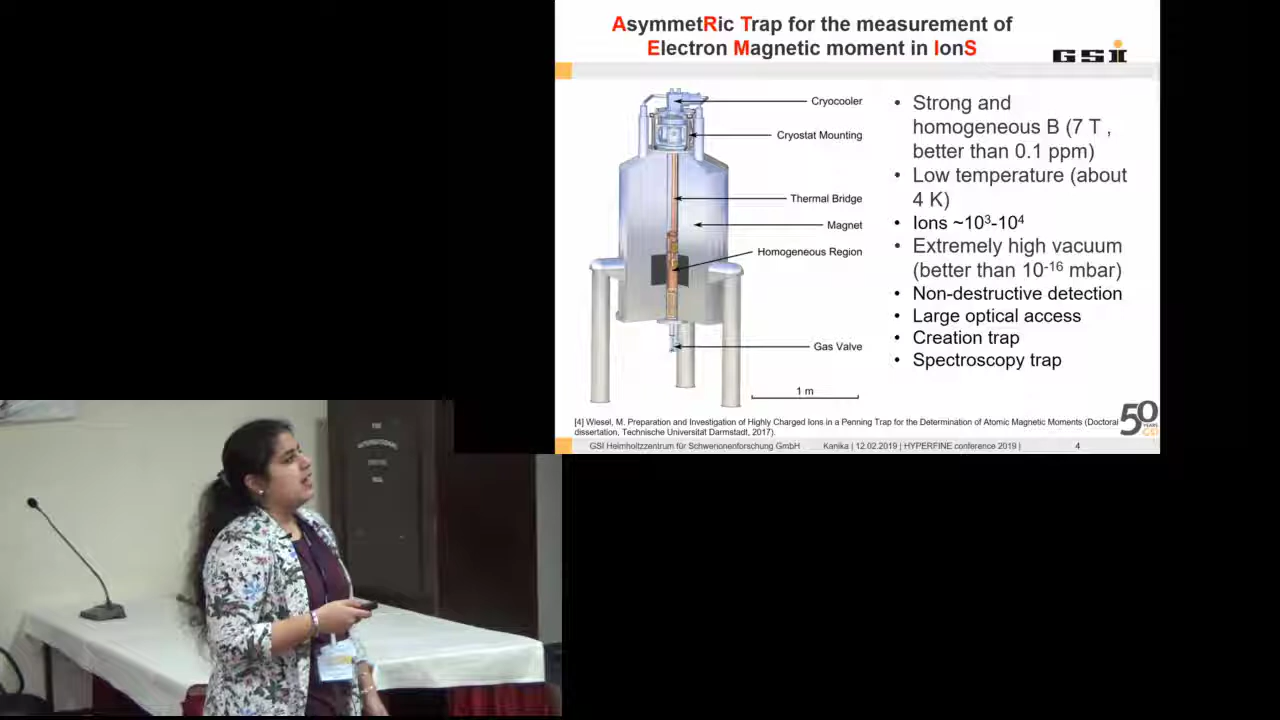 AsymmetRic Trap for the measurement of
Electron Magnetic moment in IonS
GSI
Cryocooler
Cryostat Mounting
Thermal Bridge
Magnet
Homogeneous Region
Gas Valve
1 m
• Strong and
homogeneous B (7 T ,
better than 0.1 ppm)
• Low temperature (about
4 K)
• Ions ~10³-10⁴
• Extremely high vacuum
(better than 10⁻¹⁶ mbar)
• Non-destructive detection
• Large optical access
• Creation trap
• Spectroscopy trap
[4] Wiesel, M. Preparation and Investigation of Highly Charged Ions in a Penning Trap for the Determination of Atomic Magnetic Moments (Doctoral
dissertation, Technische Universitat Darmstadt, 2017).
50
YEARS
GSI
GSI Helmholtzzentrum für Schwerionenforschung GmbH
Kanika | 12.02.2019 | HYPERFINE conference 2019 |
4